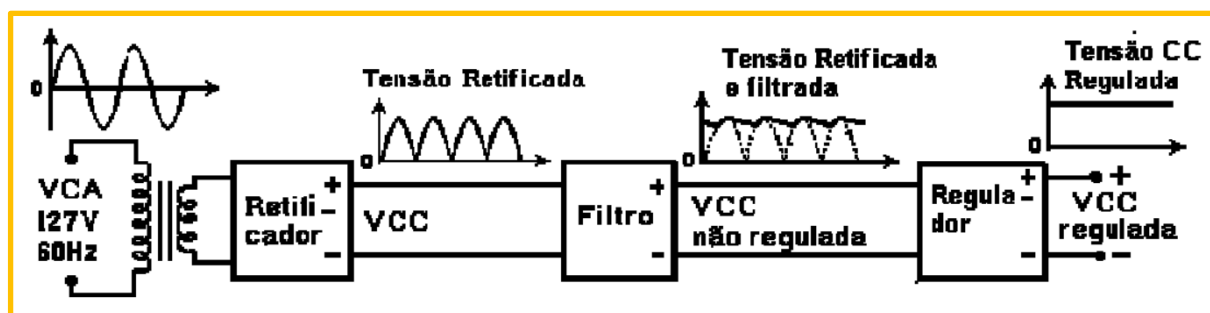 0
VCA
127V
60Hz
Retifi-
cador
+
-
Tensão Retificada
0
VCC
Filtro
+
-
Tensão Retificada
e filtrada
0
VCC
não regulada
Regula-
dor
+
-
Tensão CC
Regulada
0
+
VCC
regulada
-